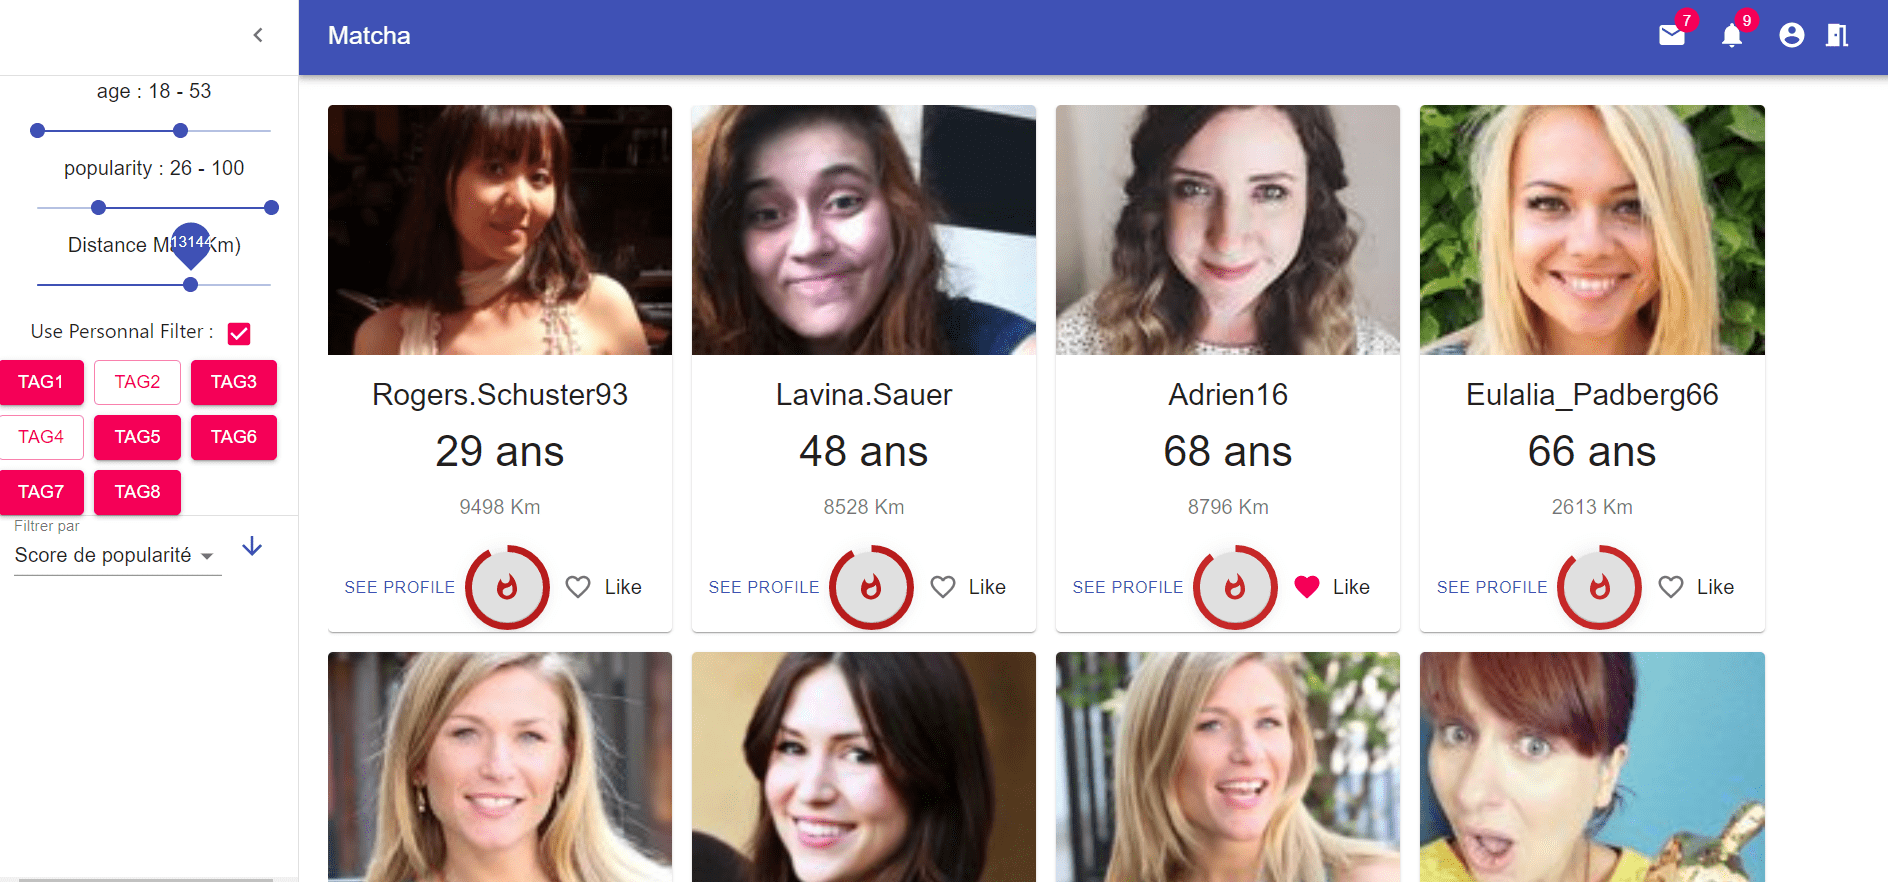 Matcha
7
9
age : 18 - 53
popularity : 26 - 100
Distance M
Km)
13144
Use Personnal Filter :
TAG1
TAG2
TAG3
TAG4
TAG5
TAG6
TAG7
TAG8
Filtrer par
Score de popularité
Rogers.Schuster93
29 ans
9498 Km
SEE PROFILE
Like
Lavina.Sauer
48 ans
8528 Km
SEE PROFILE
Like
Adrien16
68 ans
8796 Km
SEE PROFILE
Like
Eulalia_Padberg66
66 ans
2613 Km
SEE PROFILE
Like